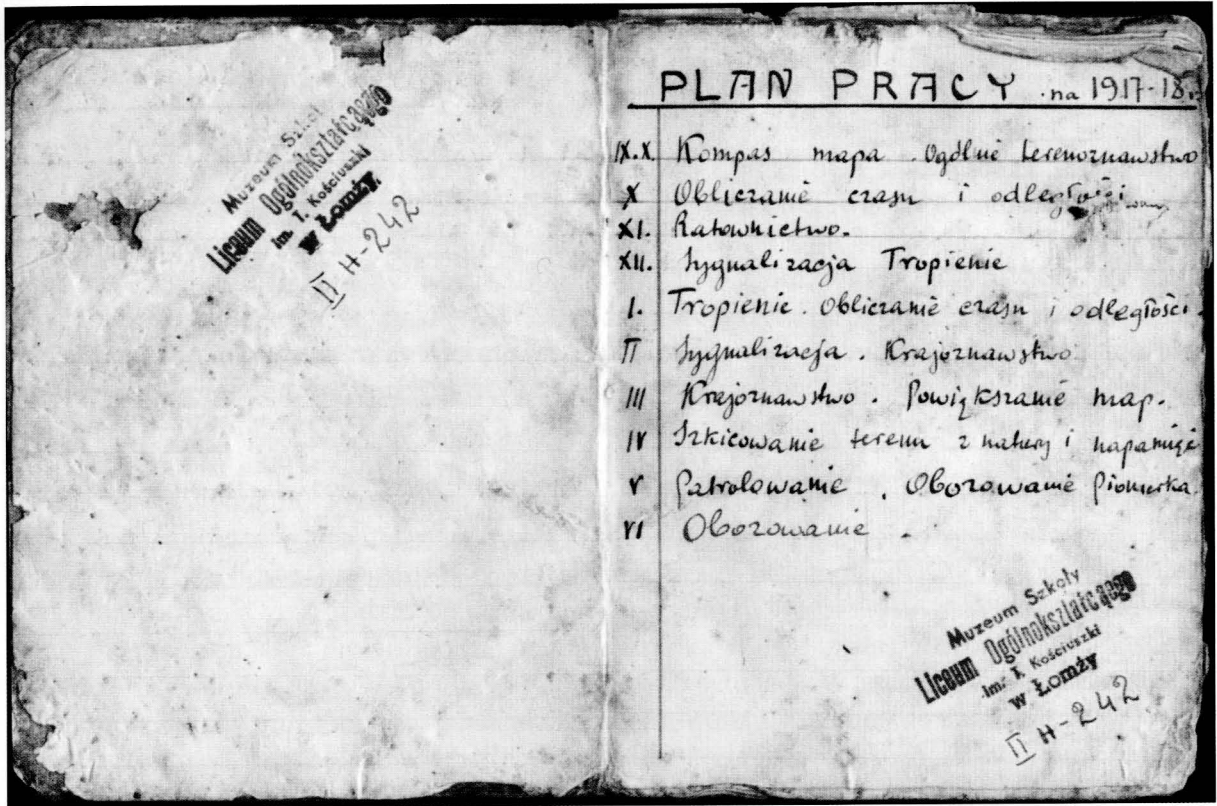 Muzeum Szkoły
Liceum Ogólnokształcącego
im. T. Kościuszki
w Łomży
II H-242
PLAN PRACY na 1917-18.
IX.X. Kompas mapa. Ogólne terenoznawstwo
X Obliczanie czasu i odległości
XI. Ratownictwo.
XII. Sygnalizacja Tropienie
I. Tropienie. Obliczanie czasu i odległości.
II Sygnalizacja. Krajoznawstwo
III Krajoznawstwo. Powiększanie map.
IV Szkicowanie terenu z natury i napamięć
V Patrolowanie. Obozowanie Pionierka
VI Obozowanie.
Muzeum Szkoły
Liceum Ogólnokształcącego
im. T. Kościuszki
w Łomży
II H-242